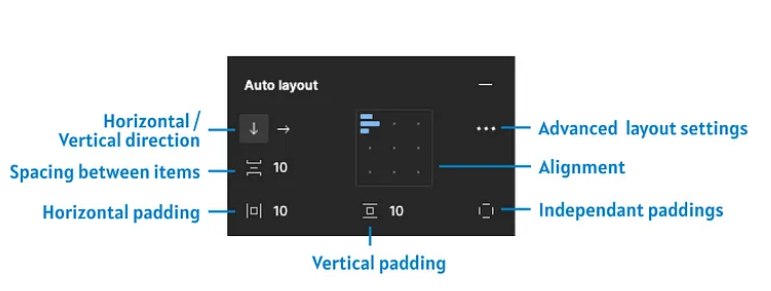 Auto layout
Horizontal /
Vertical direction
Advanced layout settings
Spacing between items
10
Alignment
Horizontal padding
10
10
Independant paddings
Vertical padding